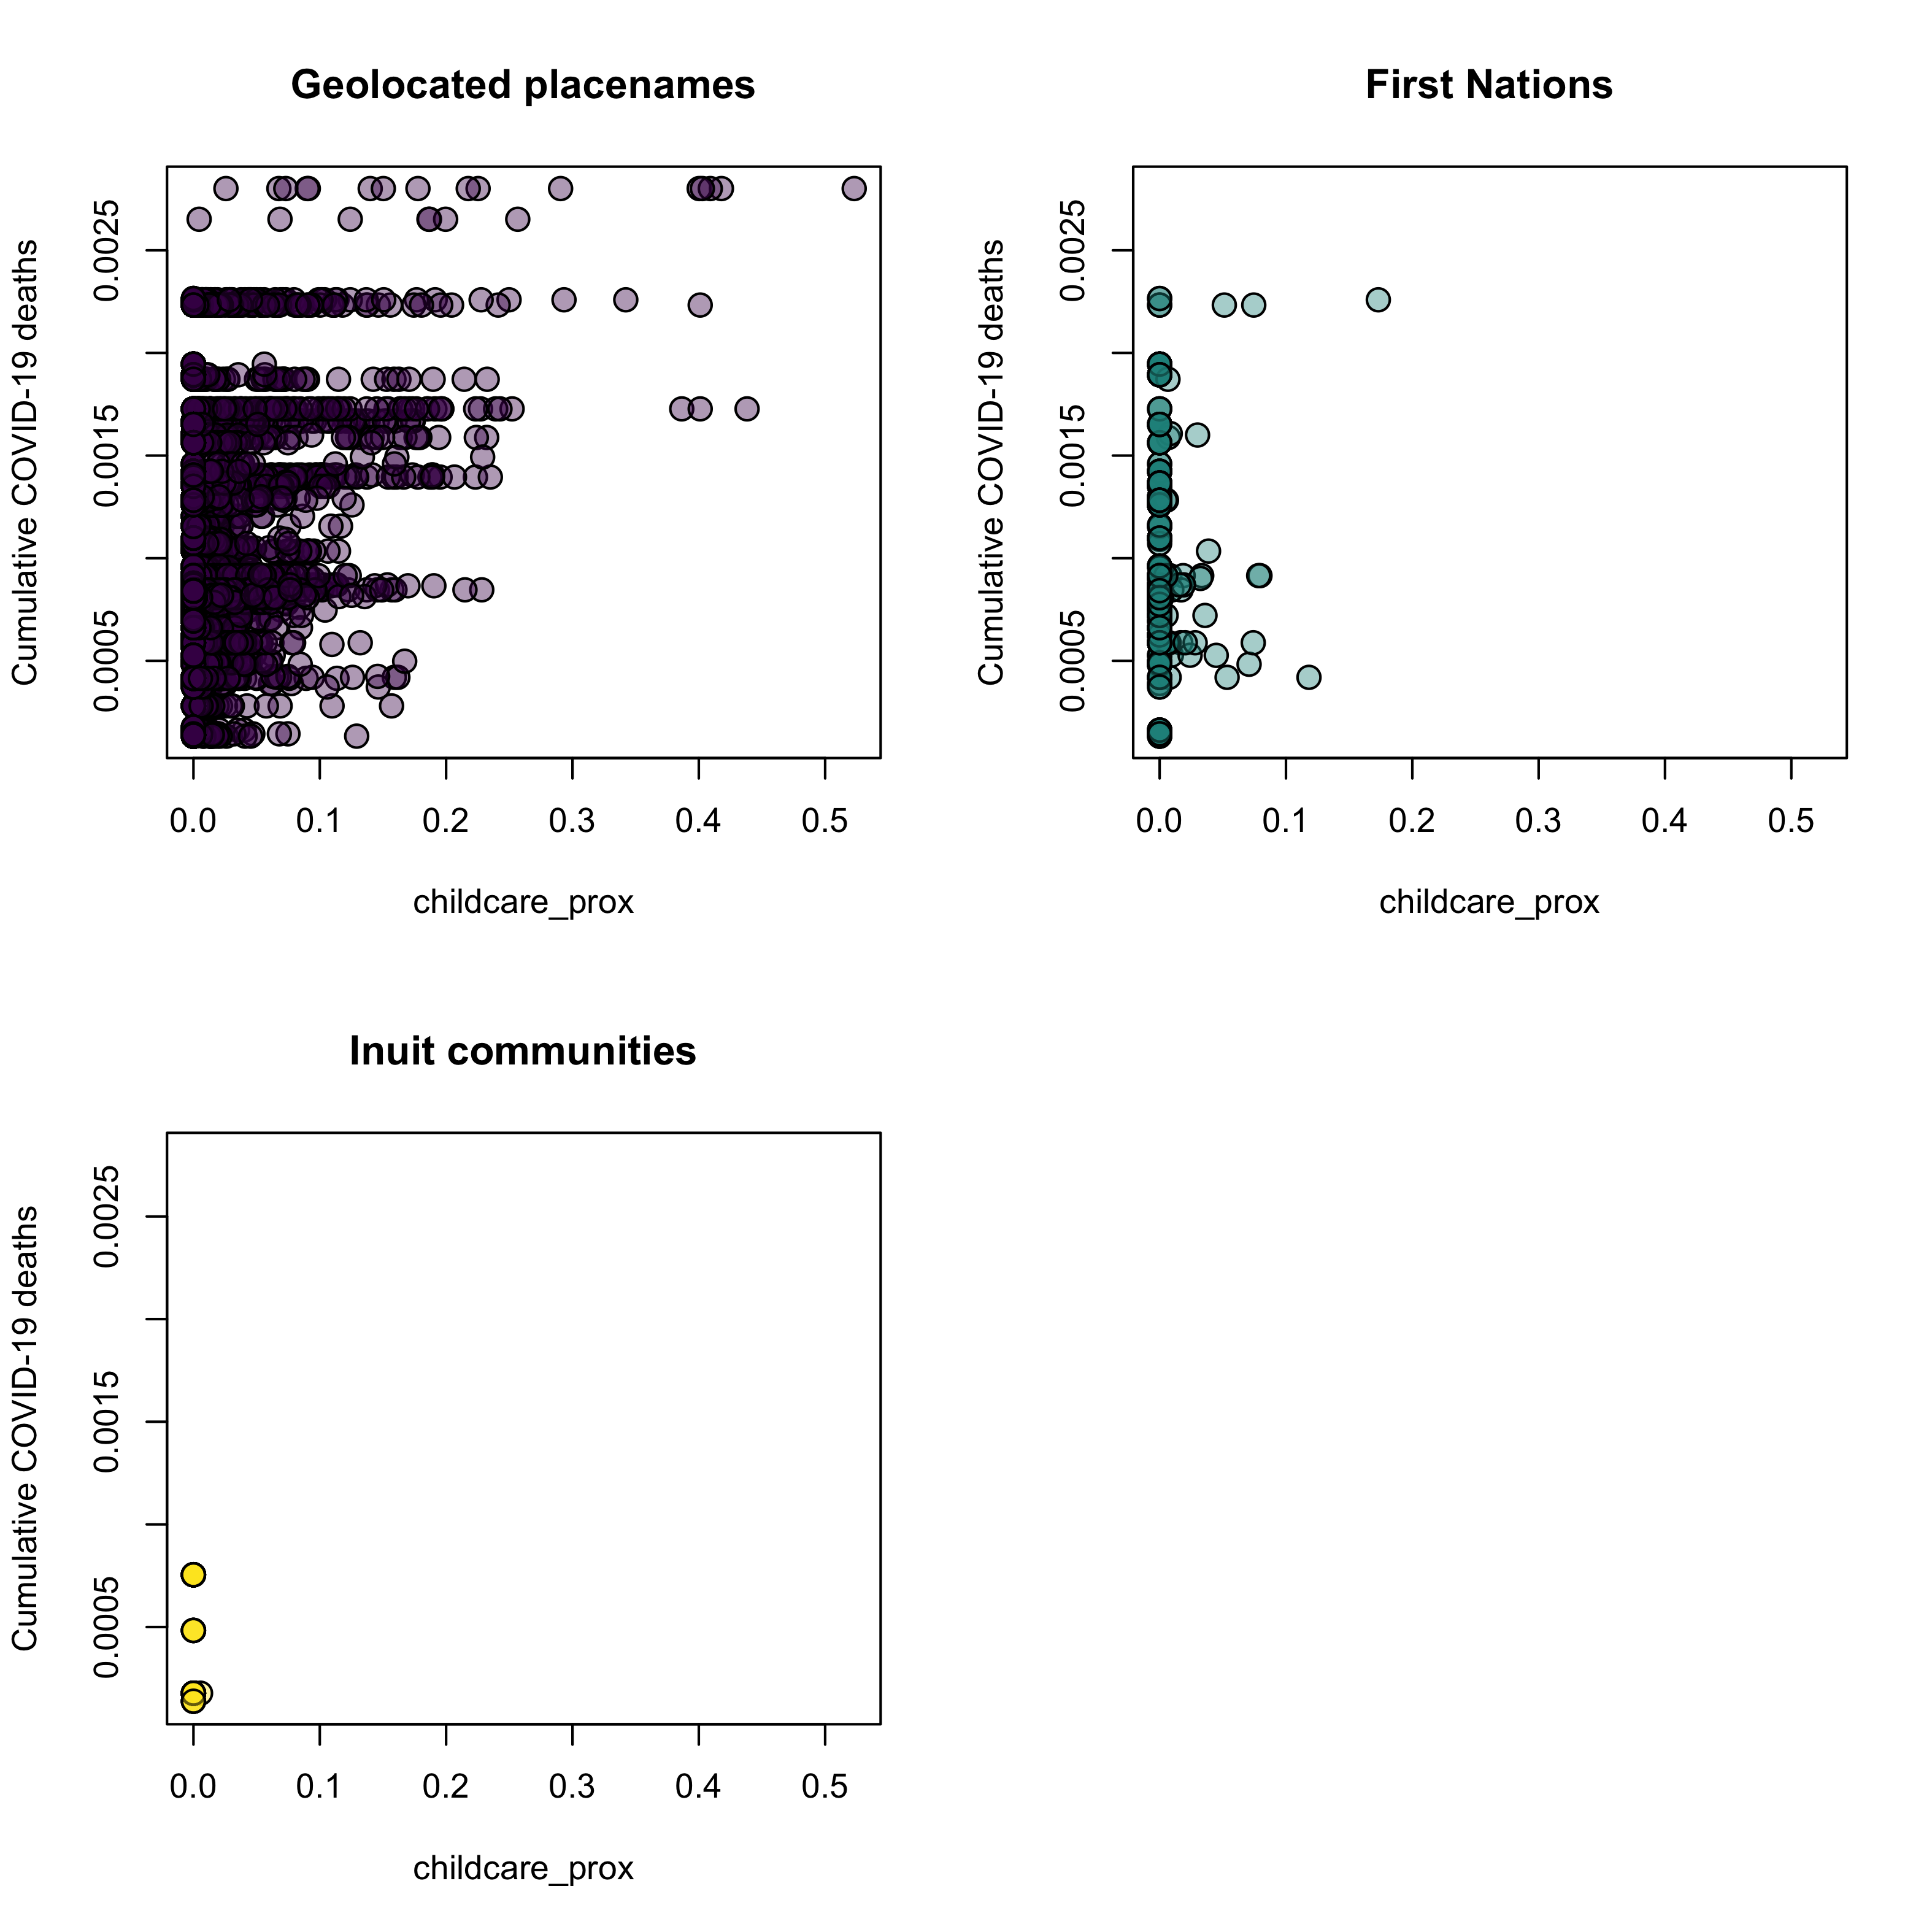 Geolocated placenames
Cumulative COVID-19 deaths
0.0025
0.0015
0.0005
0.0 0.1 0.2 0.3 0.4 0.5
childcare_prox
First Nations
Cumulative COVID-19 deaths
0.0025
0.0015
0.0005
0.0 0.1 0.2 0.3 0.4 0.5
childcare_prox
Inuit communities
Cumulative COVID-19 deaths
0.0025
0.0015
0.0005
0.0 0.1 0.2 0.3 0.4 0.5
childcare_prox